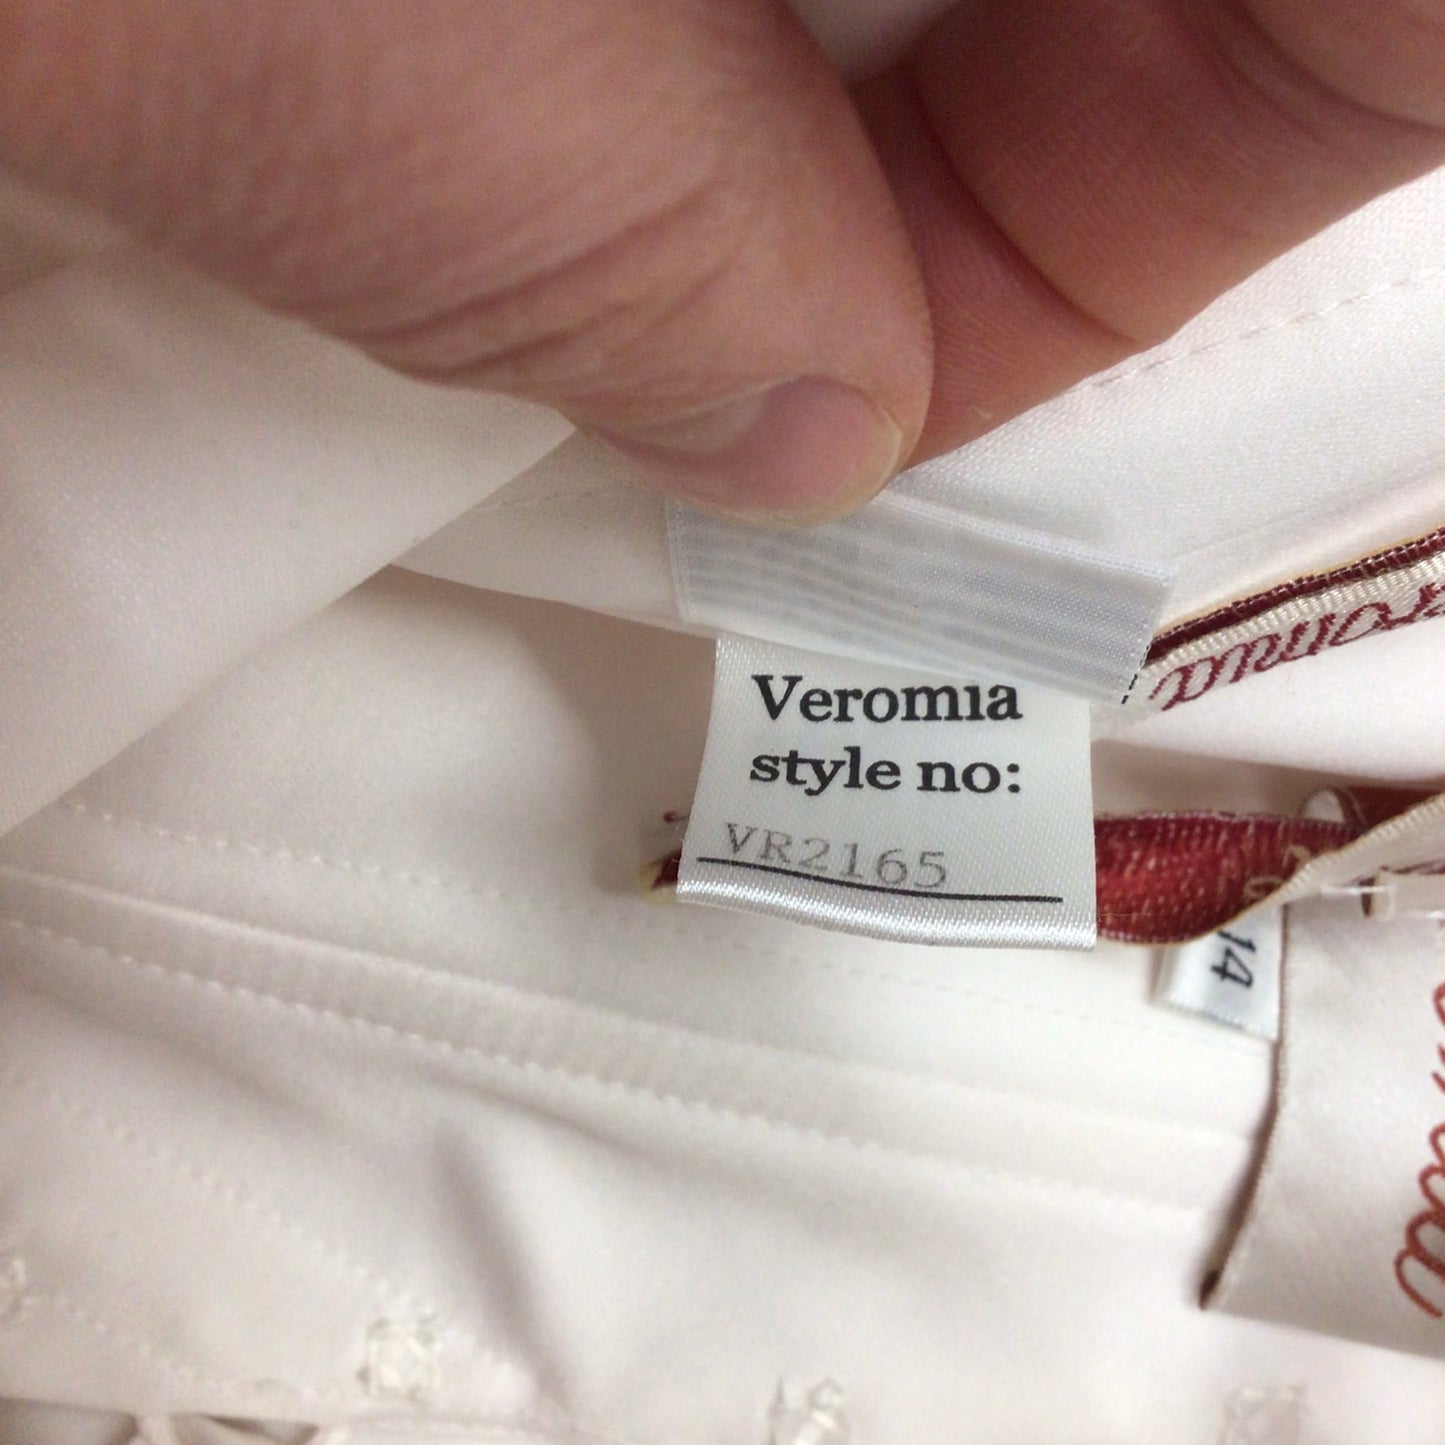 Veromia
style no:
VR2165
14